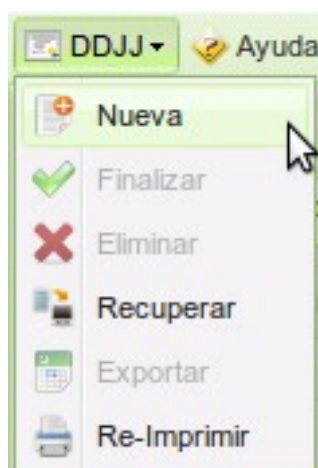 DDJJ Ayuda
Nueva
Finalizar
Eliminar
Recuperar
Exportar
Re-Imprimir